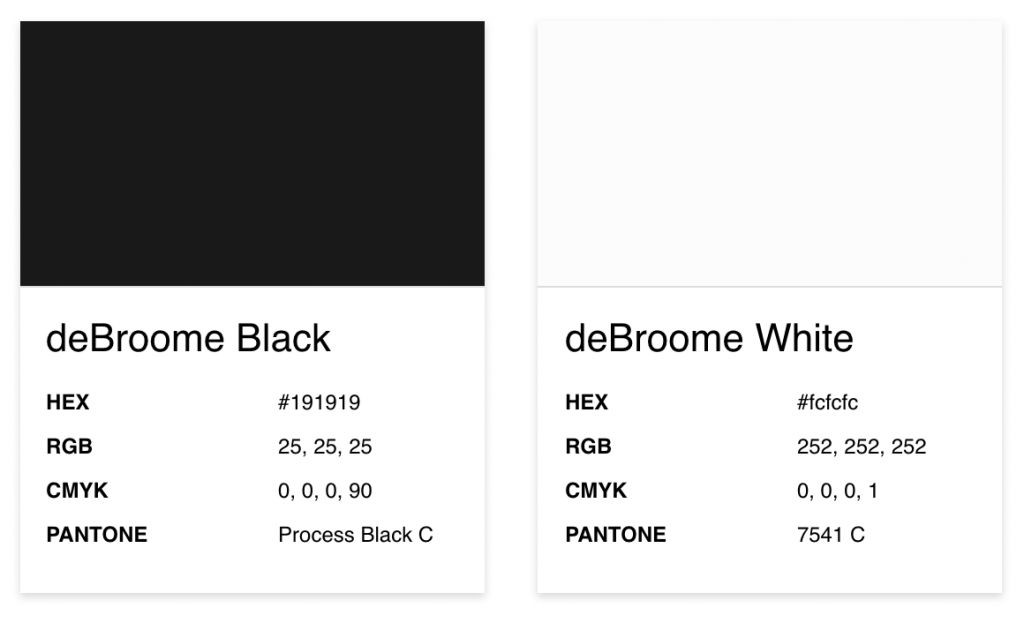 deBroome Black
HEX #191919
RGB 25, 25, 25
CMYK 0, 0, 0, 90
PANTONE Process Black C
deBroome White
HEX #fcfcfc
RGB 252, 252, 252
CMYK 0, 0, 0, 1
PANTONE 7541 C